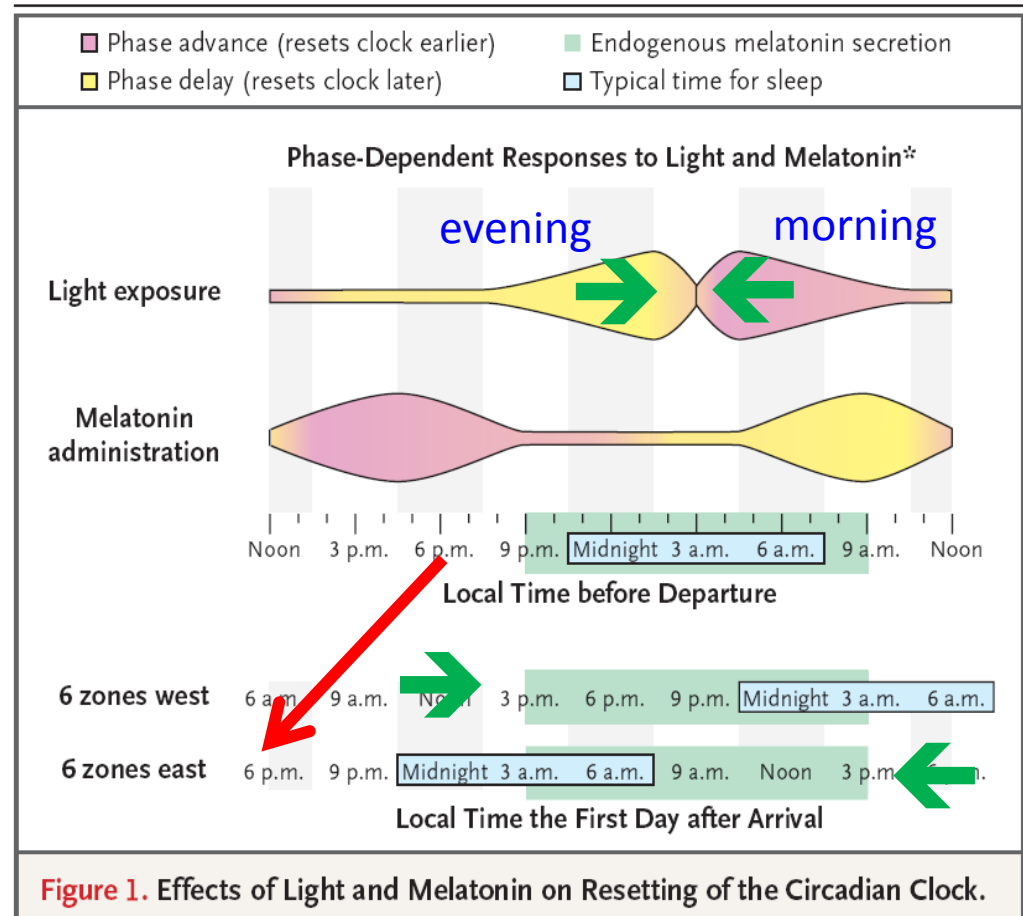 Phase advance (resets clock earlier) Endogenous melatonin secretion
Phase delay (resets clock later) Typical time for sleep
Phase-Dependent Responses to Light and Melatonin*
evening morning
Light exposure
Melatonin
administration
Noon 3 p.m. 6 p.m. 9 p.m. Midnight 3 a.m. 6 a.m. 9 a.m. Noon
Local Time before Departure
6 zones west 6 a.m. 9 a.m. Noon 3 p.m. 6 p.m. 9 p.m. Midnight 3 a.m. 6 a.m.
6 zones east 6 p.m. 9 p.m. Midnight 3 a.m. 6 a.m. 9 a.m. Noon 3 p.m.
Local Time the First Day after Arrival
Figure 1. Effects of Light and Melatonin on Resetting of the Circadian Clock.